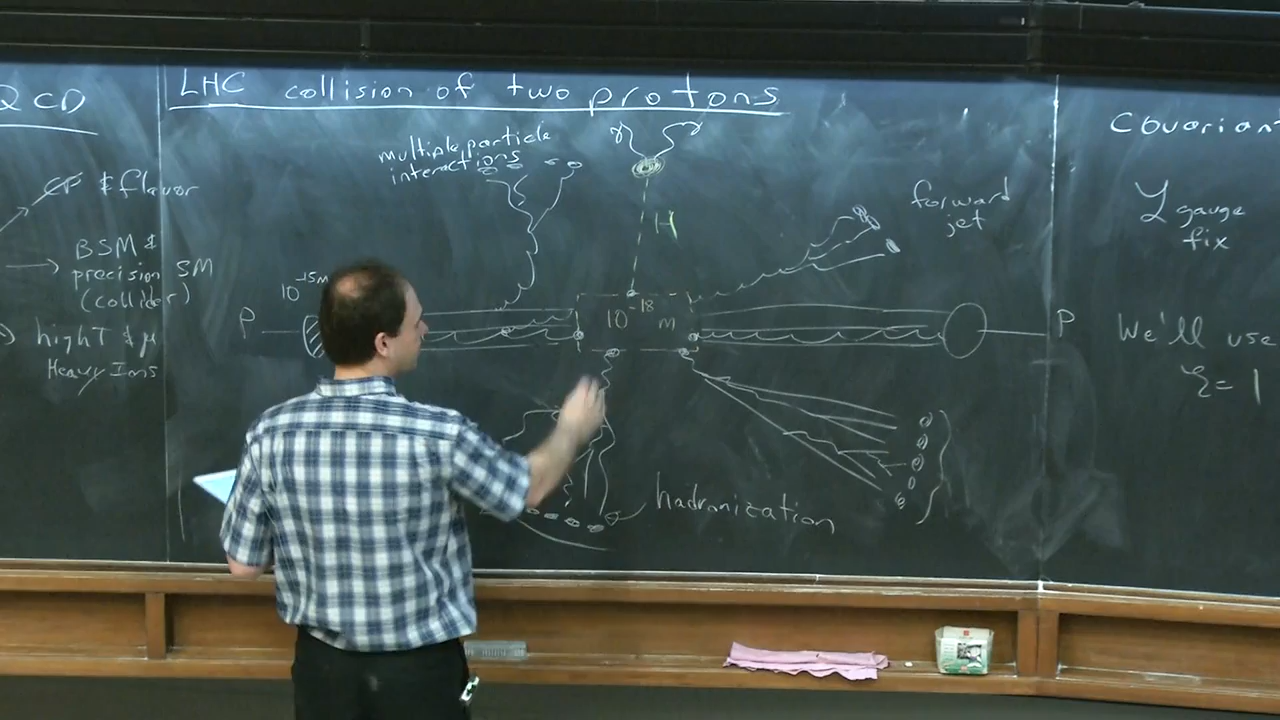 QCD
CP & flavor
BSM &
precision SM
(collider)
high T & μ
Heavy Ions
LHC collision of two protons
multiple particle
interactions
H
forward
jet
10^-15 m
P
10^-18 m
P
hadronization
Covarian
L gauge
fix
We'll use
ξ = 1